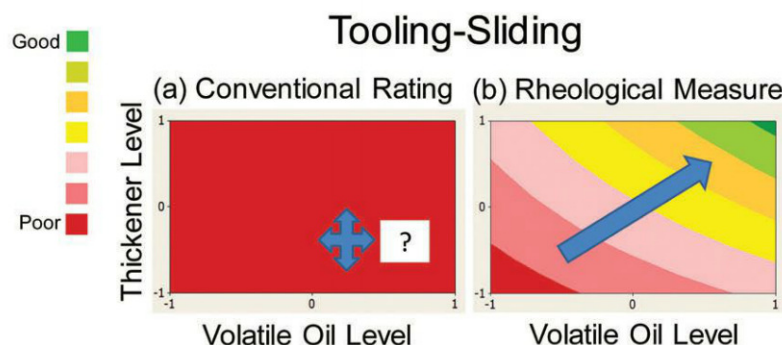 Tooling-Sliding
Good
Poor
(a) Conventional Rating
Thickener Level
1
0
-1
-1
0
1
?
Volatile Oil Level
(b) Rheological Measure
1
0
-1
-1
0
1
Volatile Oil Level